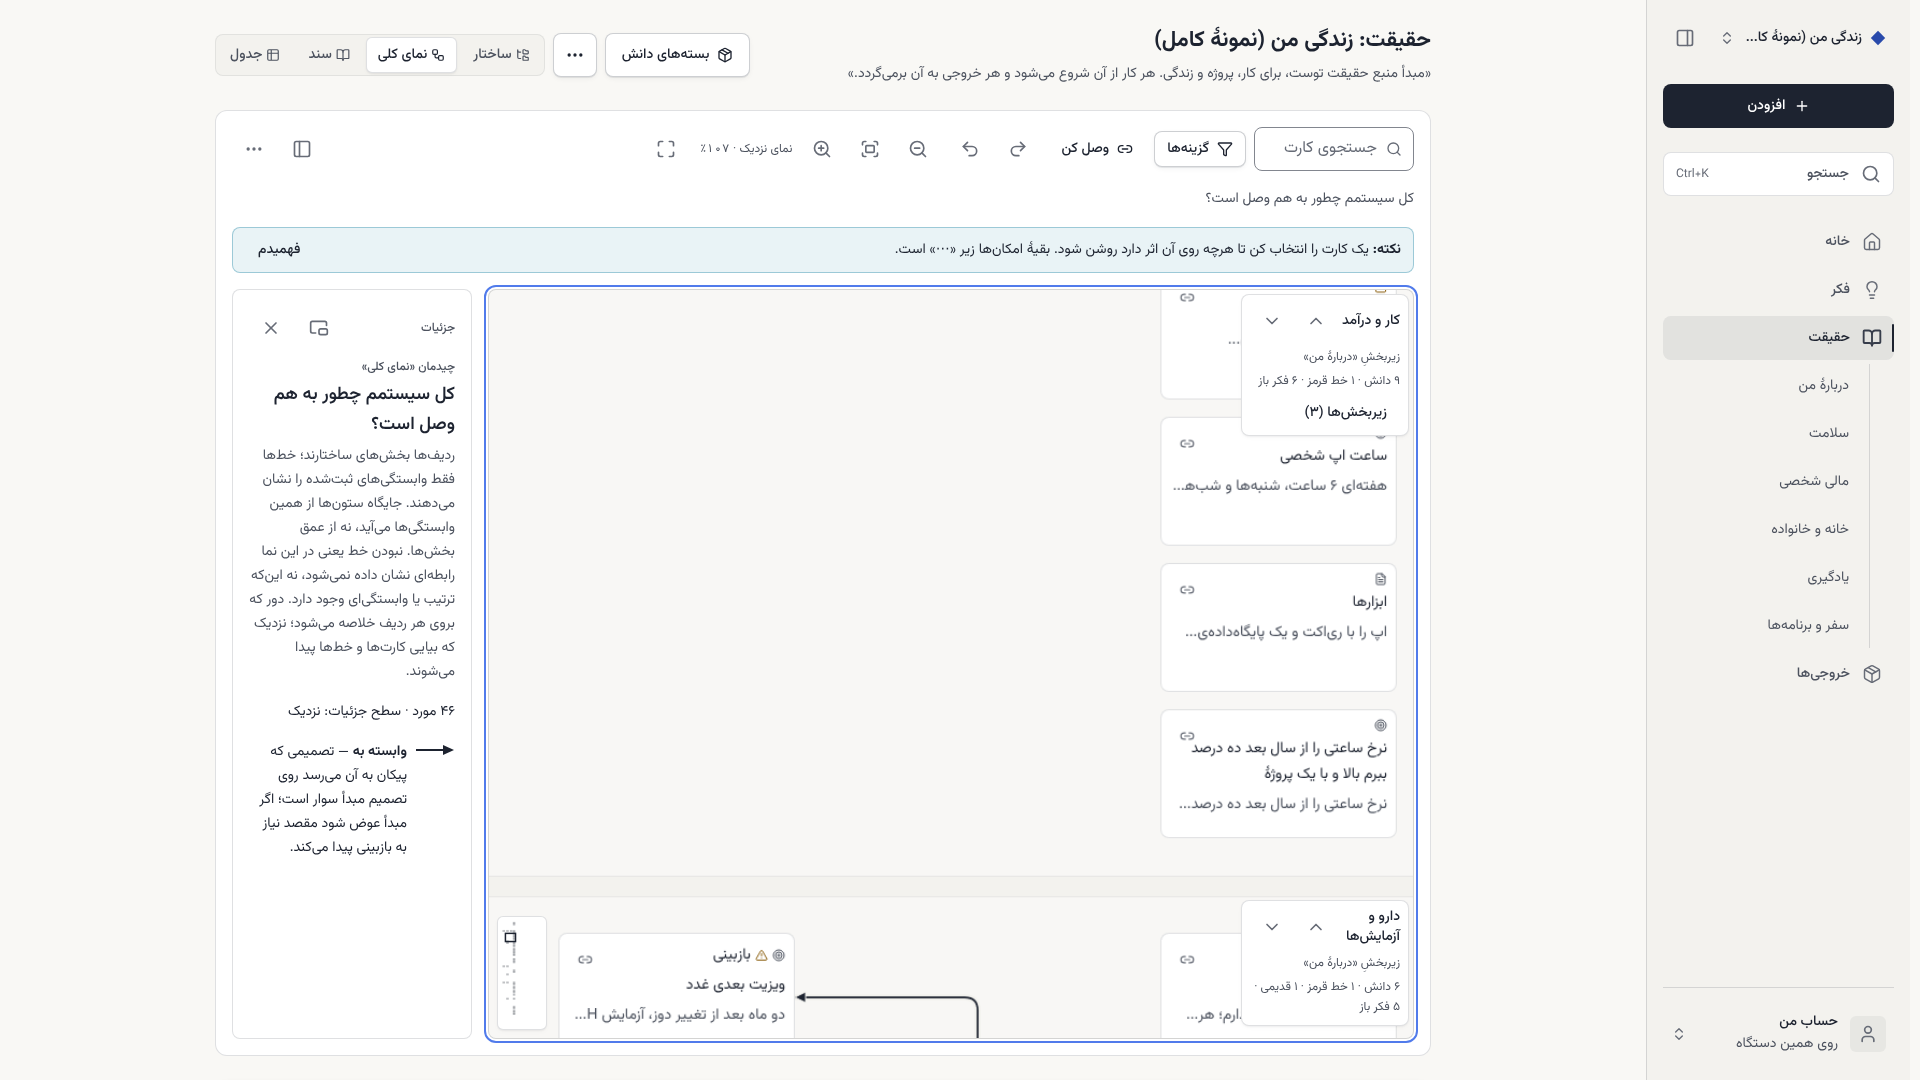 زندگی من (نمونهٔ کا...
افزودن
جستجو Ctrl+K
خانه
فکر
حقیقت
دربارهٔ من
سلامت
مالی شخصی
خانه و خانواده
یادگیری
سفر و برنامه‌ها
خروجی‌ها
حساب من
روی همین دستگاه
حقیقت: زندگی من (نمونهٔ کامل)
«مبدأ منبع حقیقت توست، برای کار، پروژه و زندگی. هر کار از آن شروع می‌شود و هر خروجی به آن برمی‌گردد.»
بسته‌های دانش
ساختار
نمای کلی
سند
جدول
جستجوی کارت
گزینه‌ها
وصل کن
نمای نزدیک · ۱۰۷٪
کل سیستمم چطور به هم وصل است؟
نکته: یک کارت را انتخاب کن تا هرچه روی آن اثر دارد روشن شود. بقیهٔ امکان‌ها زیر «···» است.
فهمیدم
کار و درآمد
زیربخشِ «دربارهٔ من»
۹ دانش · ۱ خط قرمز · ۶ فکر باز
زیربخش‌ها (۳)
...
ساعت اپ شخصی
هفته‌ای ۶ ساعت، شنبه‌ها و شب‌هـ...
ابزارها
اپ را با ری‌اکت و یک پایگاه‌داده‌ی...
نرخ ساعتی را از سال بعد ده درصد
ببرم بالا و با یک پروژهٔ
نرخ ساعتی را از سال بعد ده درصد...
دارو و
آزمایش‌ها
زیربخشِ «دربارهٔ من»
۶ دانش · ۱ خط قرمز · ۱ قدیمی ·
۵ فکر باز
دارم؛ هر...
بازبینی
ویزیت بعدی غدد
دو ماه بعد از تغییر دوز، آزمایش H...
جزئیات
چیدمان «نمای کلی»
کل سیستمم چطور به هم
وصل است؟
ردیف‌ها بخش‌های ساختارند؛ خط‌ها
فقط وابستگی‌های ثبت‌شده را نشان
می‌دهند. جایگاه ستون‌ها از همین
وابستگی‌ها می‌آید، نه از عمق
بخش‌ها. نبودن خط یعنی در این نما
رابطه‌ای نشان داده نمی‌شود، نه این‌که
ترتیب یا وابستگی‌ای وجود دارد. دور که
بروی هر ردیف خلاصه می‌شود؛ نزدیک
که بیایی کارت‌ها و خط‌ها پیدا
می‌شوند.
۴۶ مورد · سطح جزئیات: نزدیک
وابسته به — تصمیمی که
پیکان به آن می‌رسد روی
تصمیم مبدأ سوار است؛ اگر
مبدأ عوض شود مقصد نیاز
به بازبینی پیدا می‌کند.